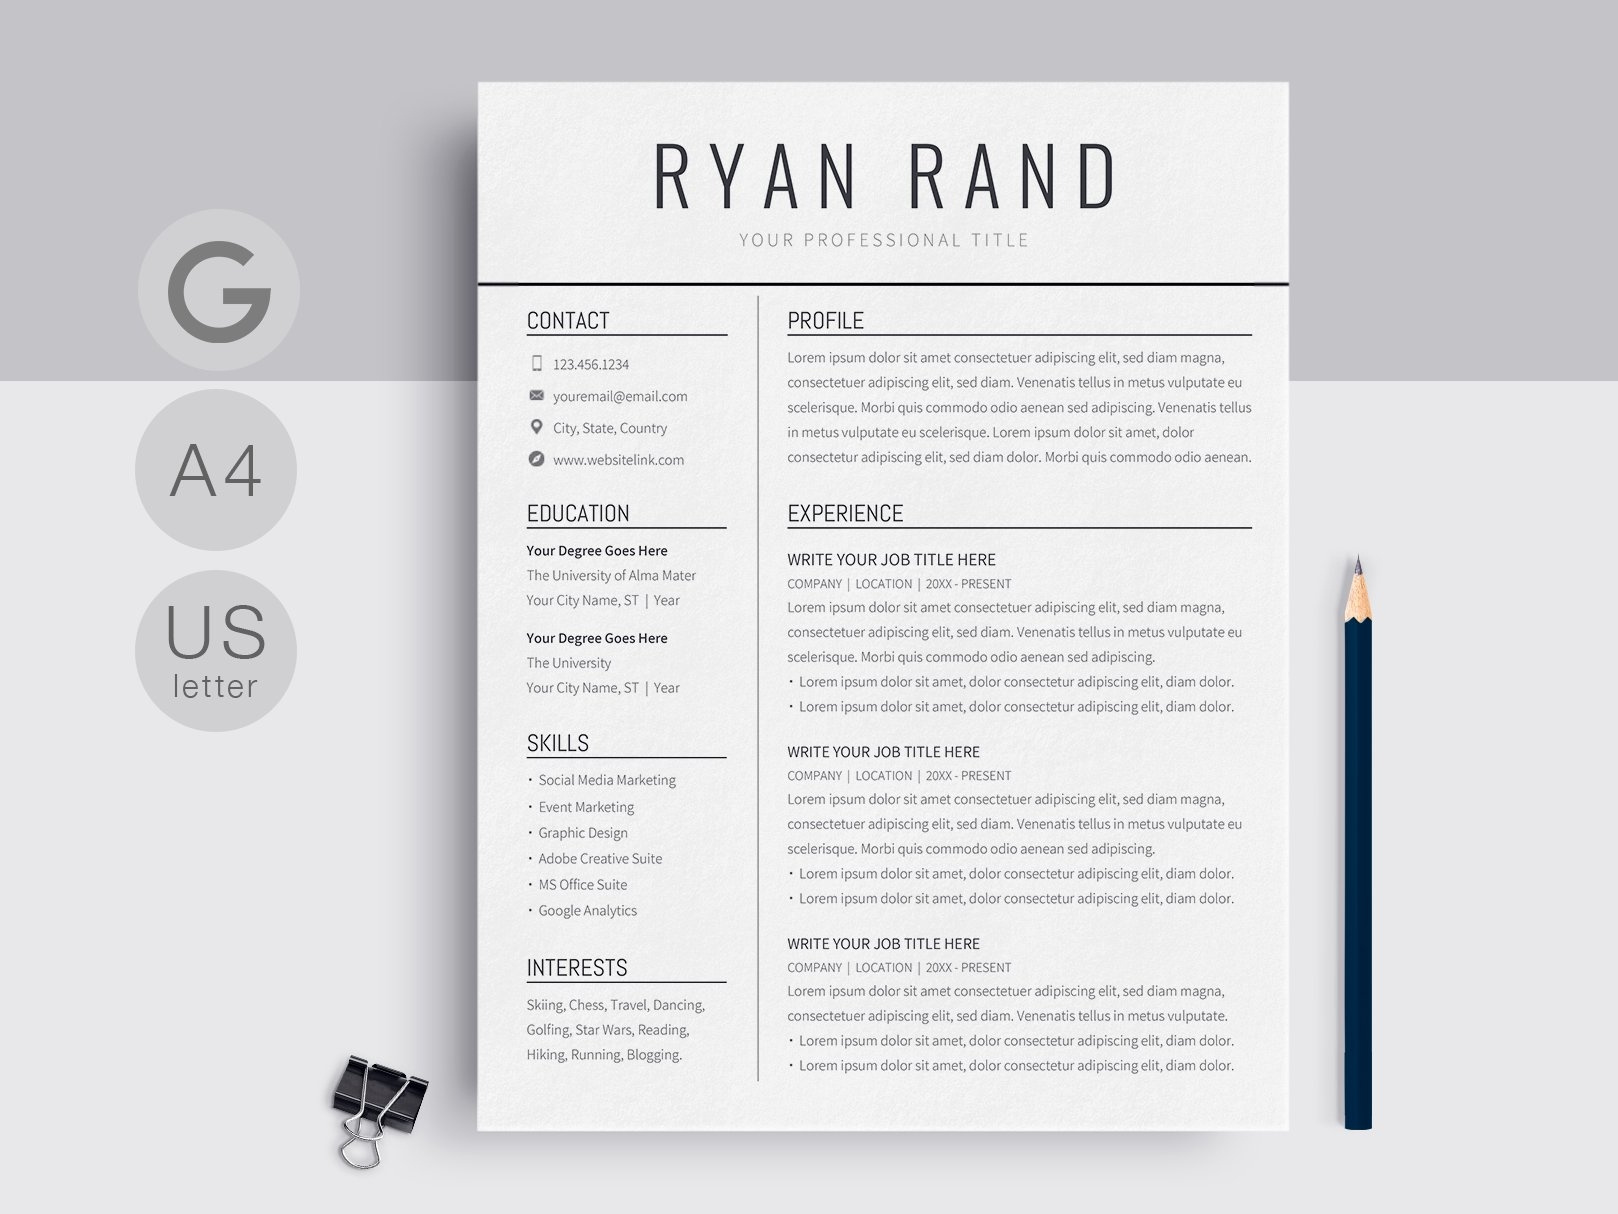 G
A4
US
letter
RYAN RAND
YOUR PROFESSIONAL TITLE
CONTACT
123.456.1234
youremail@email.com
City, State, Country
www.websitelink.com
EDUCATION
Your Degree Goes Here
The University of Alma Mater
Your City Name, ST | Year
Your Degree Goes Here
The University
Your City Name, ST | Year
SKILLS
• Social Media Marketing
• Event Marketing
• Graphic Design
• Adobe Creative Suite
• MS Office Suite
• Google Analytics
INTERESTS
Skiing, Chess, Travel, Dancing,
Golfing, Star Wars, Reading,
Hiking, Running, Blogging.
PROFILE
Lorem ipsum dolor sit amet consectetuer adipiscing elit, sed diam magna,
consectetuer adipiscing elit, sed diam. Venenatis tellus in metus vulputate eu
scelerisque. Morbi quis commodo odio aenean sed adipiscing. Venenatis tellus
in metus vulputate eu scelerisque. Lorem ipsum dolor sit amet, dolor
consectetur adipiscing elit, sed diam dolor. Morbi quis commodo odio aenean.
EXPERIENCE
WRITE YOUR JOB TITLE HERE
COMPANY | LOCATION | 20XX - PRESENT
Lorem ipsum dolor sit amet consectetuer adipiscing elit, sed diam magna,
consectetuer adipiscing elit, sed diam. Venenatis tellus in metus vulputate eu
scelerisque. Morbi quis commodo odio aenean sed adipiscing.
• Lorem ipsum dolor sit amet, dolor consectetur adipiscing elit, diam dolor.
• Lorem ipsum dolor sit amet, dolor consectetur adipiscing elit, diam dolor.
WRITE YOUR JOB TITLE HERE
COMPANY | LOCATION | 20XX - PRESENT
Lorem ipsum dolor sit amet consectetuer adipiscing elit, sed diam magna,
consectetuer adipiscing elit, sed diam. Venenatis tellus in metus vulputate eu
scelerisque. Morbi quis commodo odio aenean sed adipiscing.
• Lorem ipsum dolor sit amet, dolor consectetur adipiscing elit, diam dolor.
• Lorem ipsum dolor sit amet, dolor consectetur adipiscing elit, diam dolor.
WRITE YOUR JOB TITLE HERE
COMPANY | LOCATION | 20XX - PRESENT
Lorem ipsum dolor sit amet consectetuer adipiscing elit, sed diam magna,
consectetuer adipiscing elit, sed diam. Venenatis tellus in metus vulputate.
• Lorem ipsum dolor sit amet, dolor consectetur adipiscing elit, diam dolor.
• Lorem ipsum dolor sit amet, dolor consectetur adipiscing elit, diam dolor.